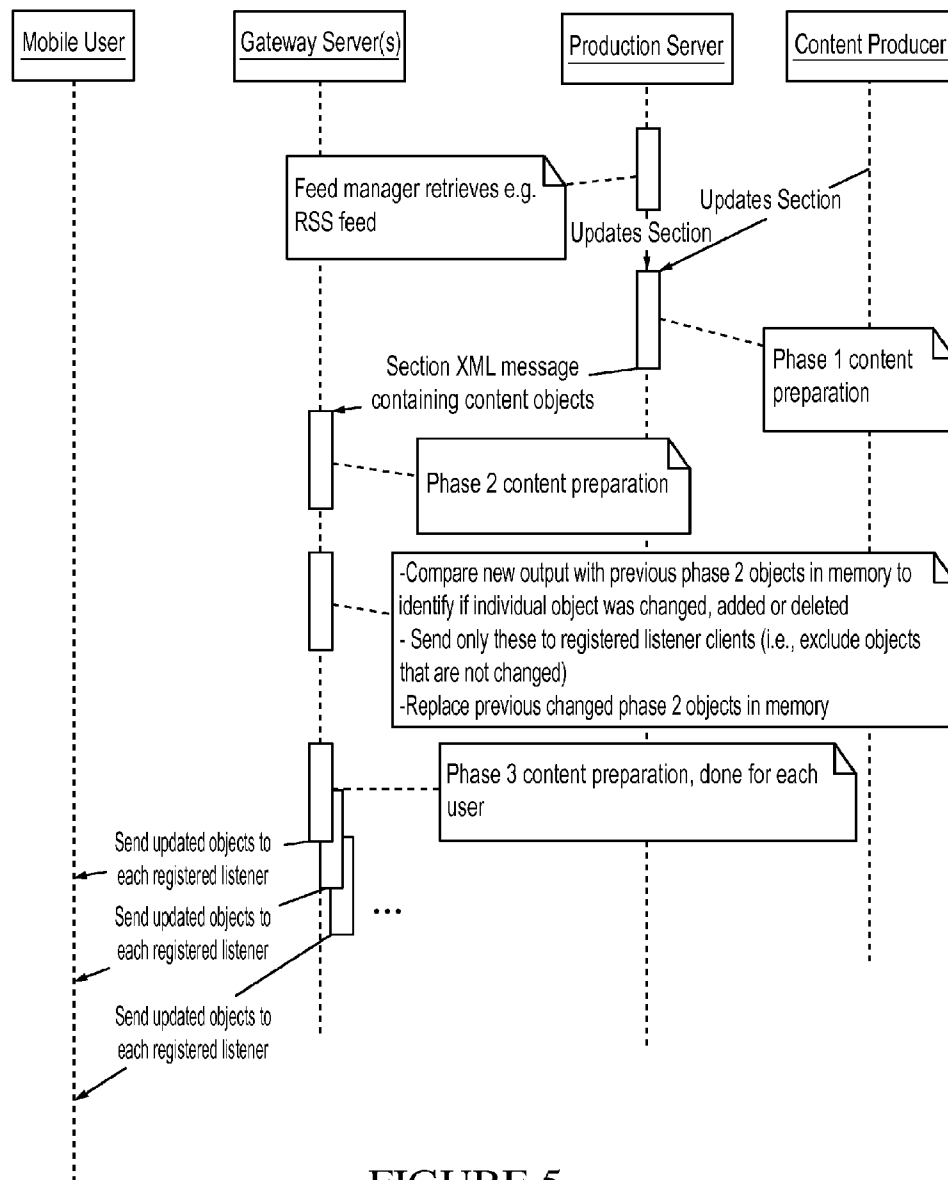 Mobile User
Gateway Server(s)
Production Server
Content Producer
Feed manager retrieves e.g.
RSS feed
Updates Section
Updates Section
Phase 1 content
preparation
Section XML message
containing content objects
Phase 2 content preparation
-Compare new output with previous phase 2 objects in memory to
identify if individual object was changed, added or deleted
- Send only these to registered listener clients (i.e., exclude objects
that are not changed)
-Replace previous changed phase 2 objects in memory
Phase 3 content preparation, done for each
user
Send updated objects to
each registered listener
Send updated objects to
each registered listener
...
Send updated objects to
each registered listener
FIGURE 5